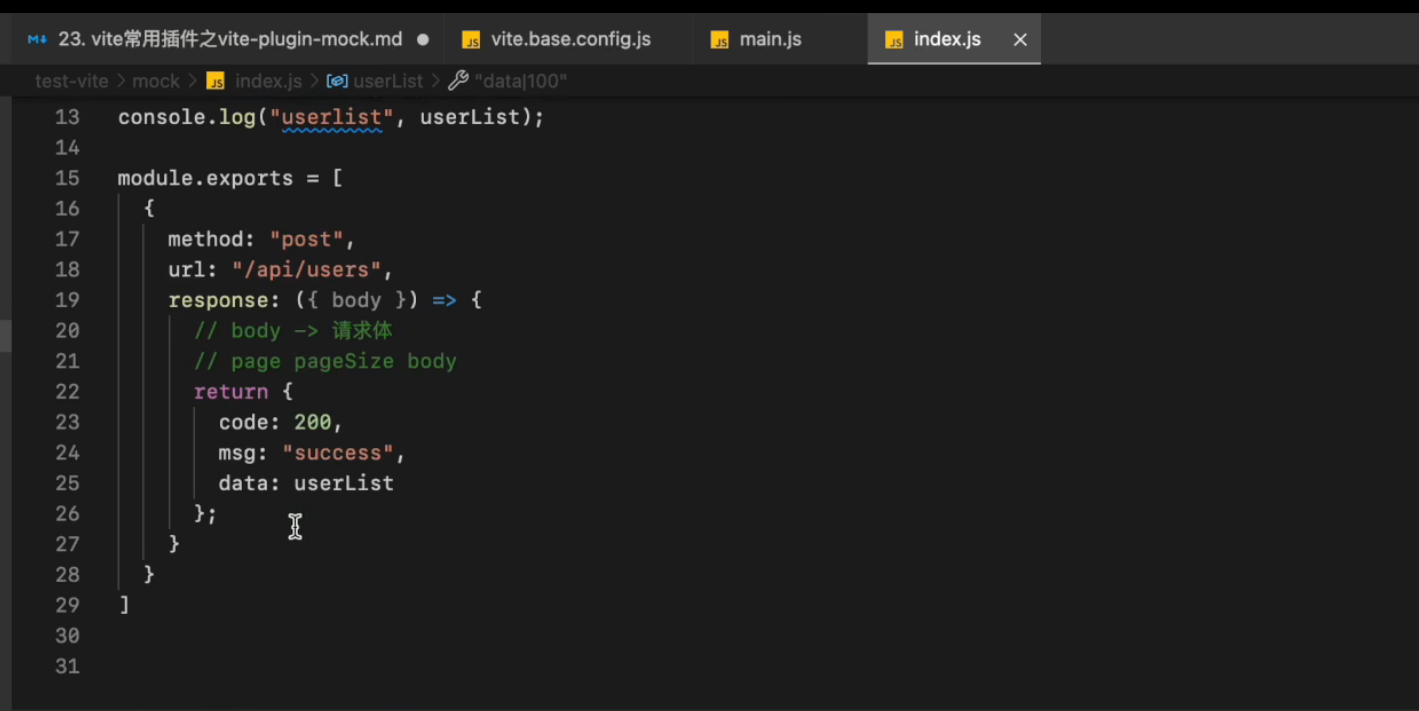 M↓ 23. vite常用插件之vite-plugin-mock.md ● JS vite.base.config.js JS main.js JS index.js ×
test-vite > mock > JS index.js > userList > "data|100"
13 console.log("userlist", userList);
14
15 module.exports = [
16 {
17 method: "post",
18 url: "/api/users",
19 response: ({ body }) => {
20 // body -> 请求体
21 // page pageSize body
22 return {
23 code: 200,
24 msg: "success",
25 data: userList
26 };
27 }
28 }
29 ]
30
31